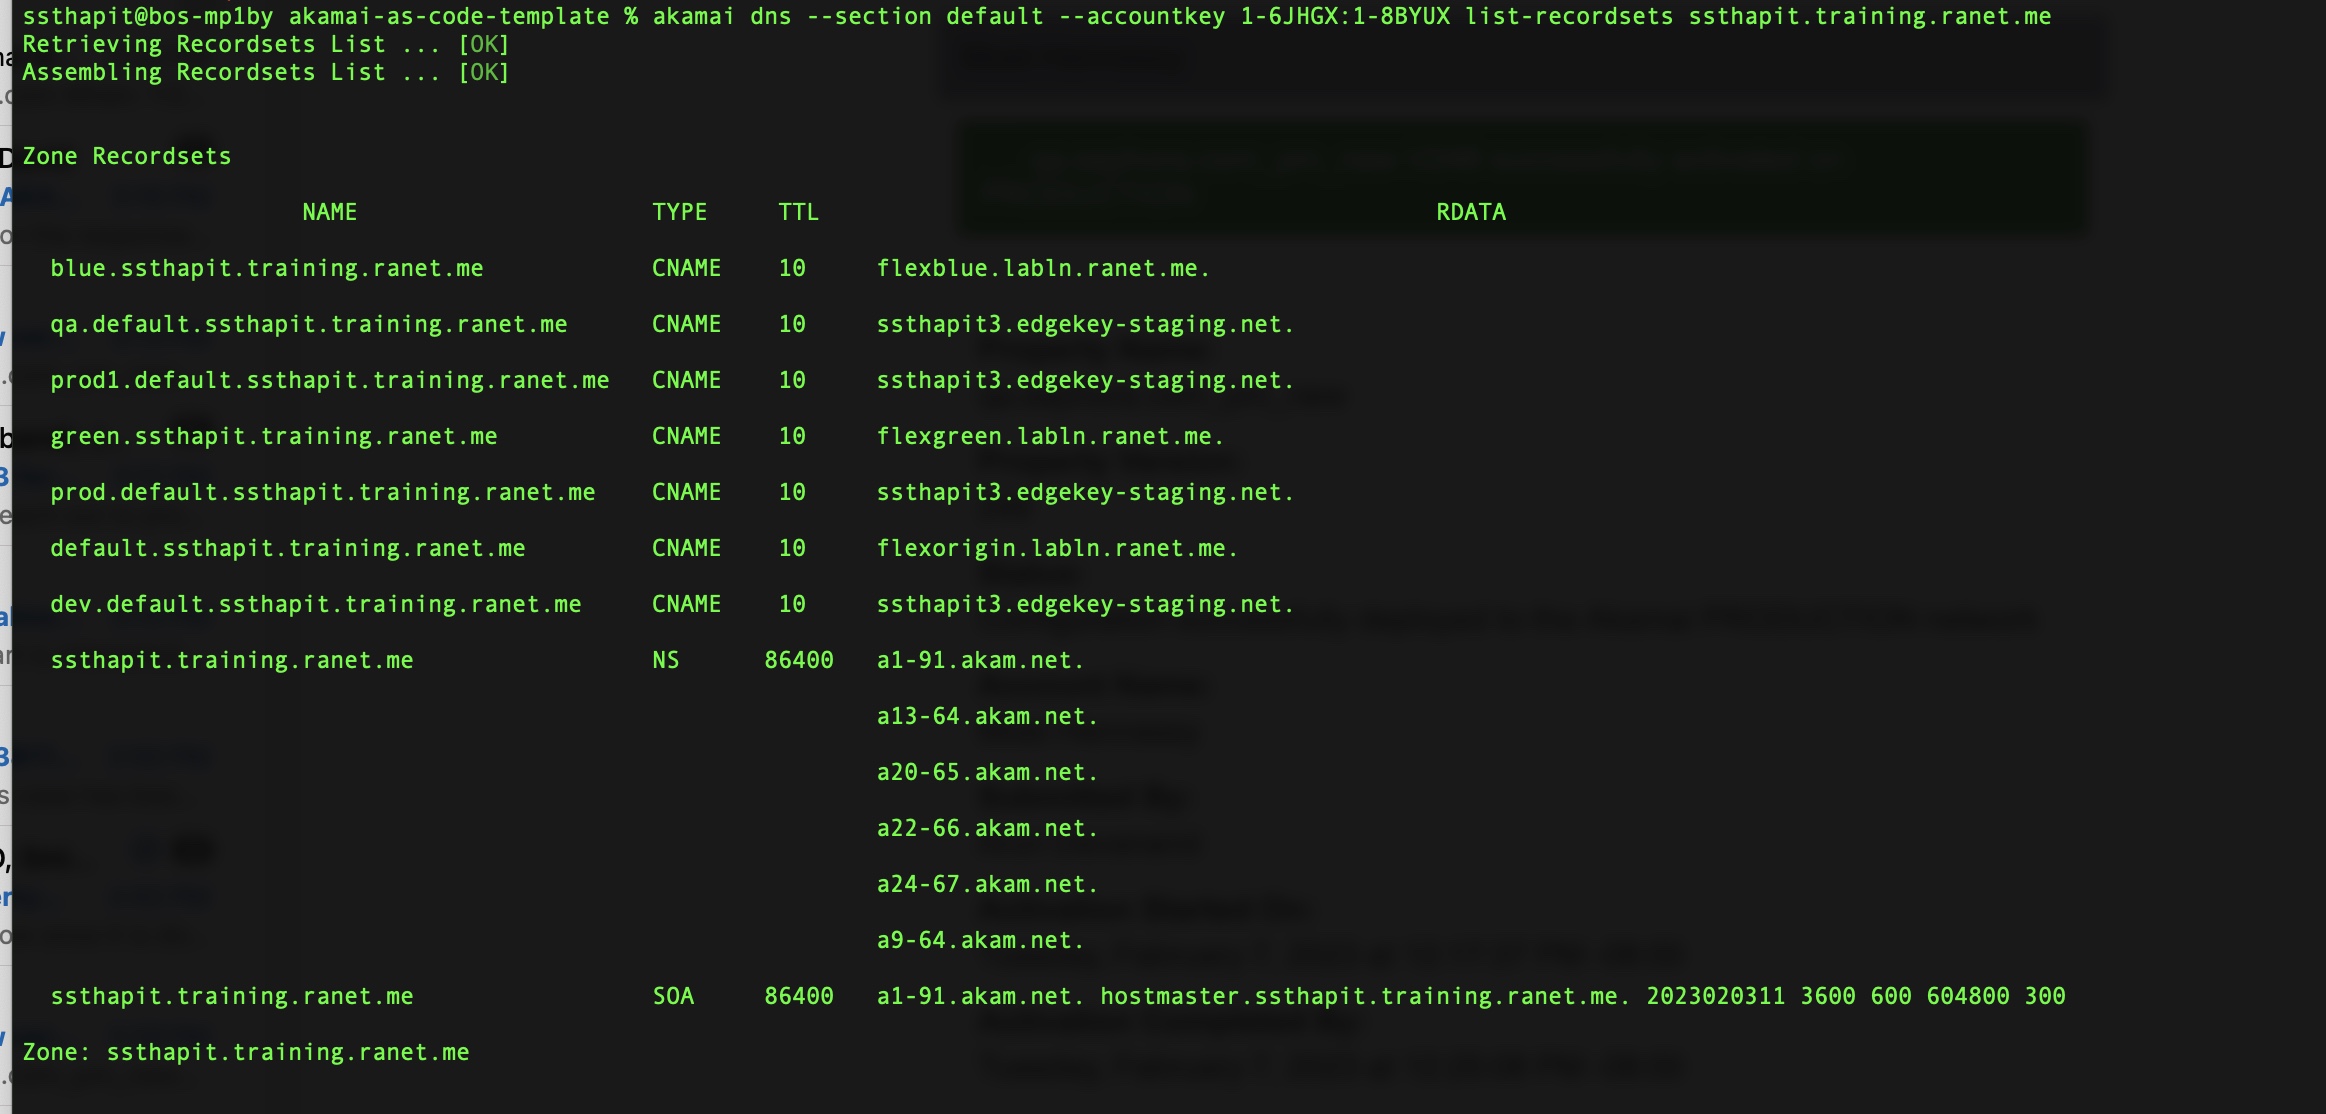 ssthapit@bos-mp1by akamai-as-code-template % akamai dns --section default --accountkey 1-6JHGX:1-8BYUX list-recordsets ssthapit.training.ranet.me
Retrieving Recordsets List ... [OK]
Assembling Recordsets List ... [OK]
Zone Recordsets
NAME TYPE TTL RDATA
blue.ssthapit.training.ranet.me CNAME 10 flexblue.labln.ranet.me.
qa.default.ssthapit.training.ranet.me CNAME 10 ssthapit3.edgekey-staging.net.
prod1.default.ssthapit.training.ranet.me CNAME 10 ssthapit3.edgekey-staging.net.
green.ssthapit.training.ranet.me CNAME 10 flexgreen.labln.ranet.me.
prod.default.ssthapit.training.ranet.me CNAME 10 ssthapit3.edgekey-staging.net.
default.ssthapit.training.ranet.me CNAME 10 flexorigin.labln.ranet.me.
dev.default.ssthapit.training.ranet.me CNAME 10 ssthapit3.edgekey-staging.net.
ssthapit.training.ranet.me NS 86400 a1-91.akam.net.
a13-64.akam.net.
a20-65.akam.net.
a22-66.akam.net.
a24-67.akam.net.
a9-64.akam.net.
ssthapit.training.ranet.me SOA 86400 a1-91.akam.net. hostmaster.ssthapit.training.ranet.me. 2023020311 3600 600 604800 300
Zone: ssthapit.training.ranet.me